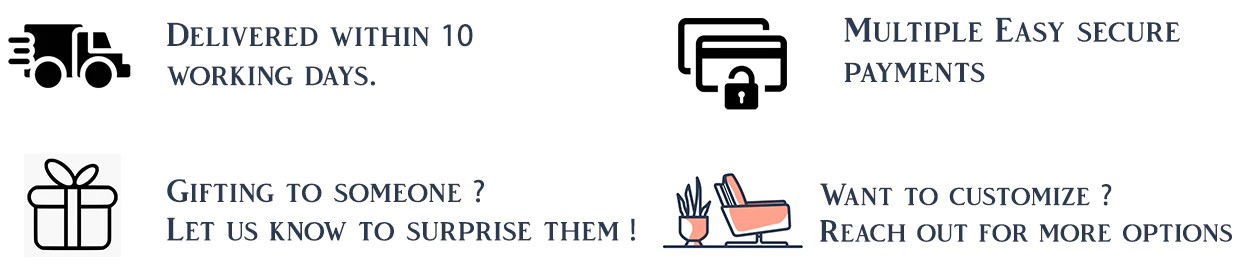 Delivered within 10
working days.
Multiple Easy secure
payments
Gifting to someone ?
Let us know to surprise them !
Want to customize ?
Reach out for more options